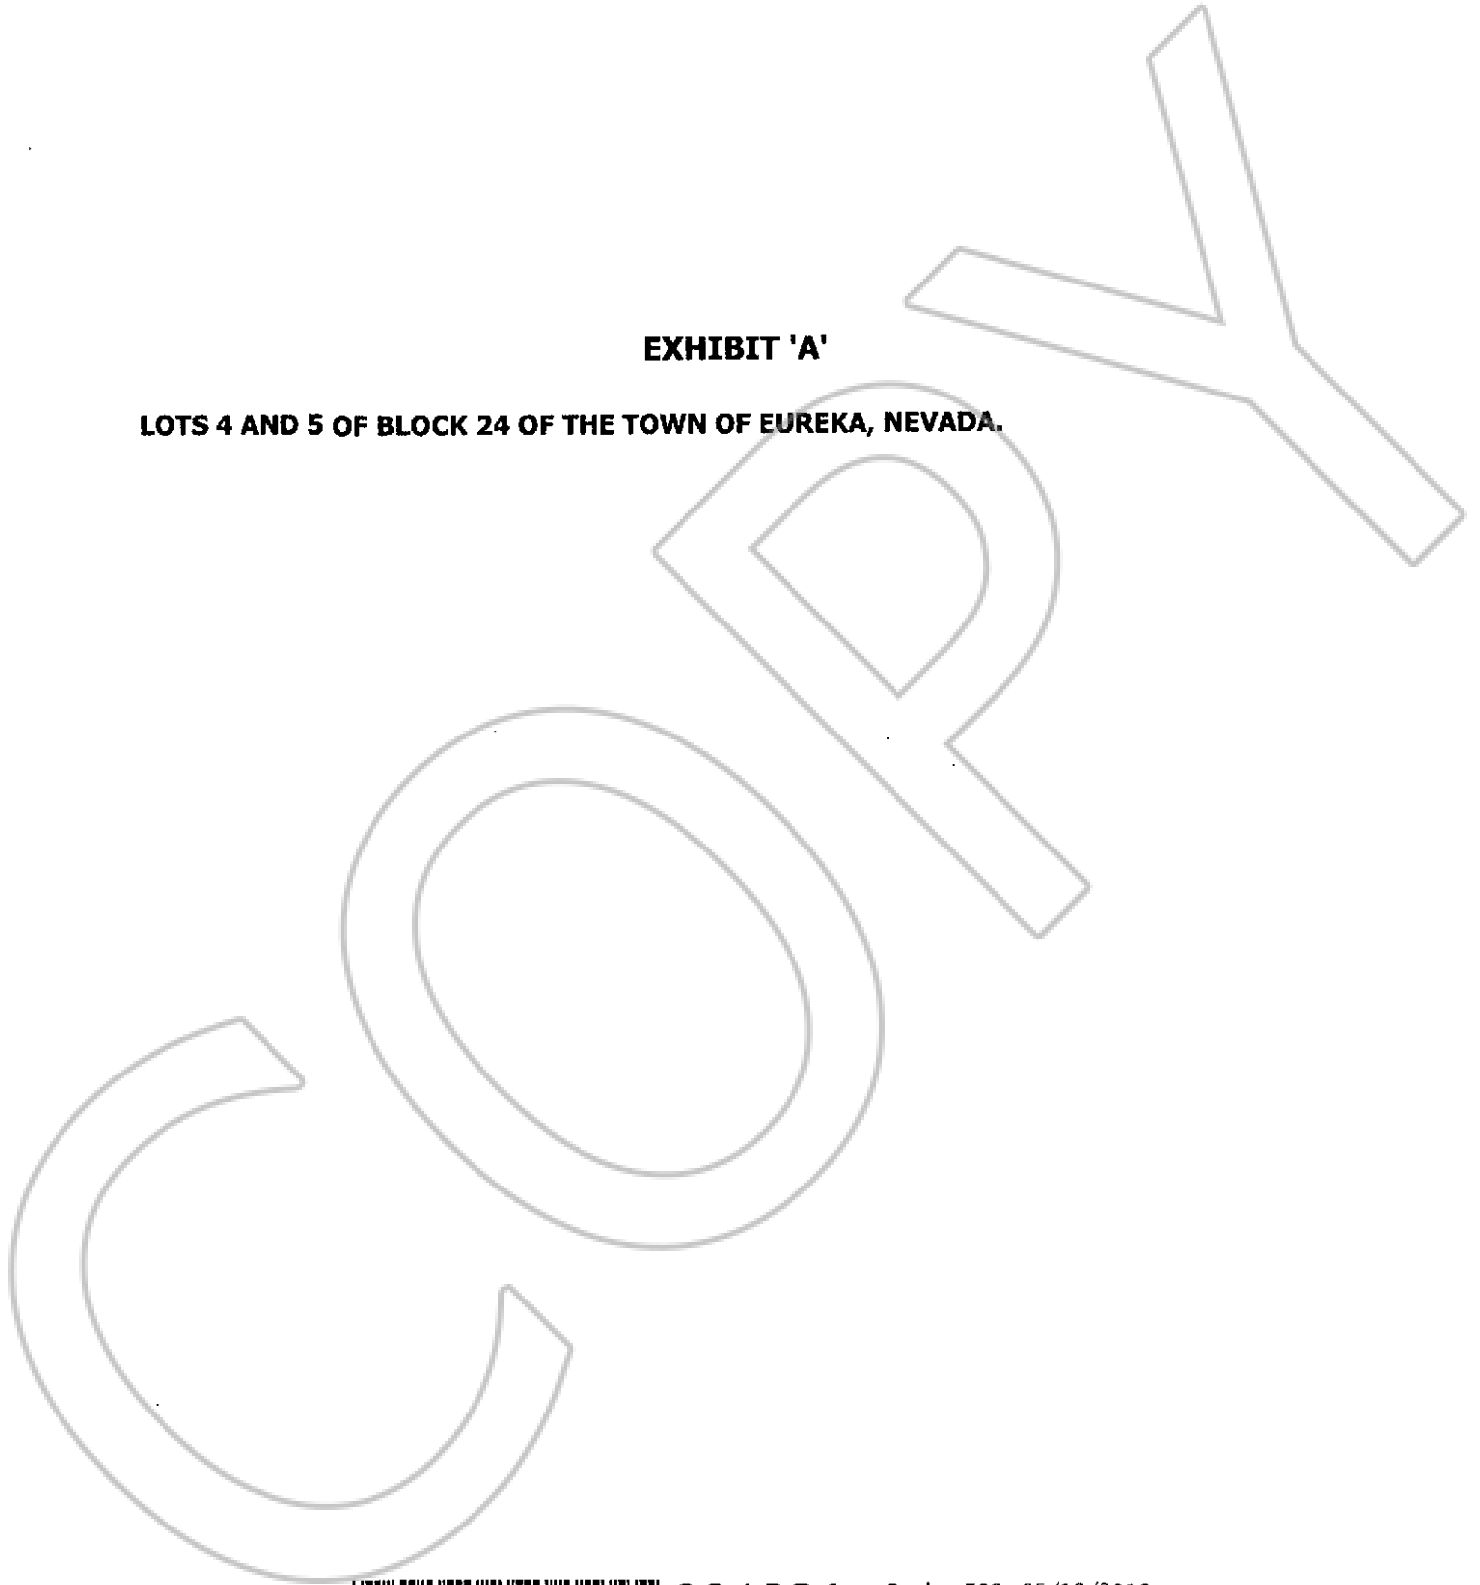 EXHIBIT 'A'
LOTS 4 AND 5 OF BLOCK 24 OF THE TOWN OF EUREKA, NEVADA.
COPY